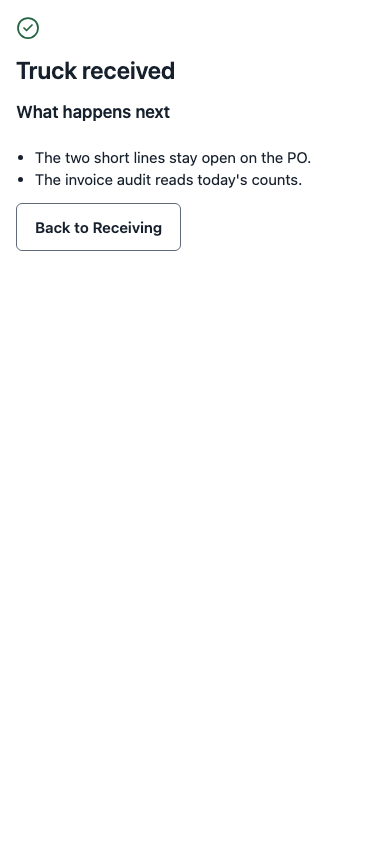 Truck received
What happens next
The two short lines stay open on the PO.
The invoice audit reads today's counts.
Back to Receiving